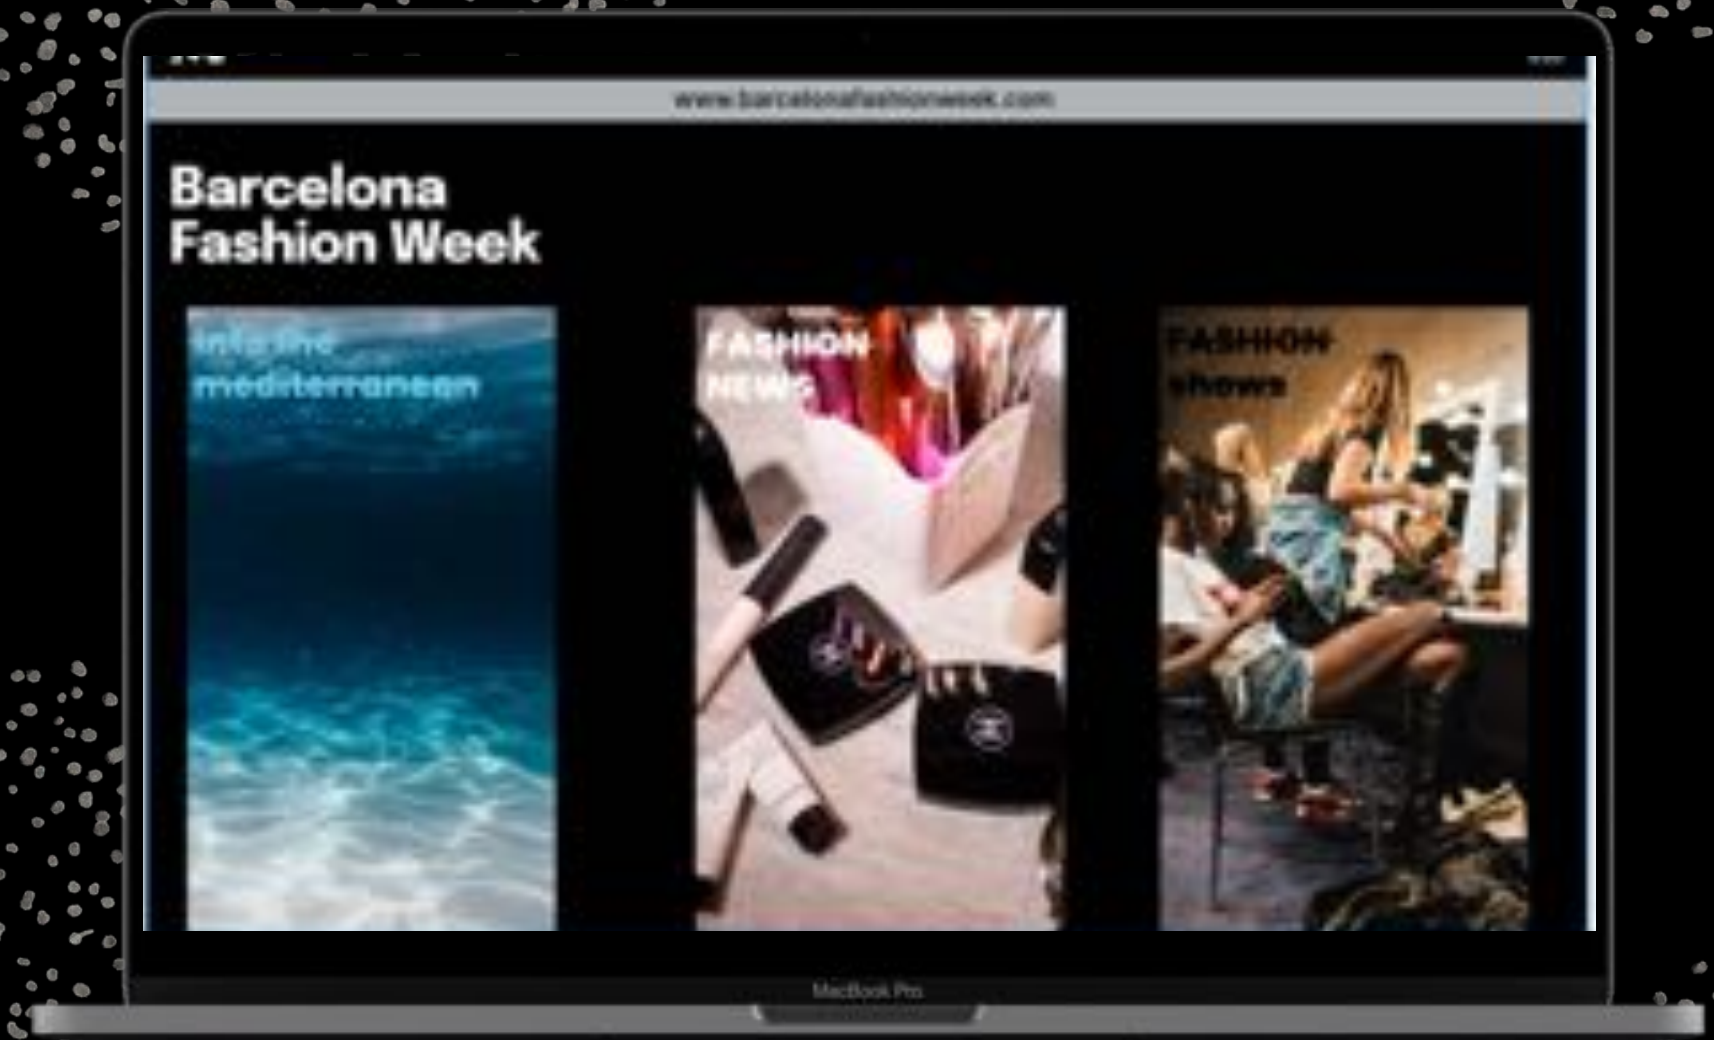 www.barcelonafashionweek.com
Barcelona
Fashion Week
into the
mediterranean
FASHION
NEWS
FASHION
shows
MacBook Pro